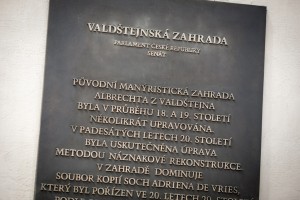 VALDŠTEJNSKÁ ZAHRADA
PARLAMENT ČESKÉ REPUBLIKY
SENÁT
PŮVODNÍ MANYRISTICKÁ ZAHRADA
ALBRECHTA Z VALDŠTEJNA
BYLA V PRŮBĚHU 18. A 19. STOLETÍ
NĚKOLIKRÁT UPRAVOVANA.
V PADESÁTÝCH LETECH 20. STOLETÍ
BYLA USKUTEČNĚNA ÚPRAVA
METODOU NÁZNAKOVÉ REKONSTRUKCE.
V ZAHRADĚ DOMINUJE
SOUBOR KOPIÍ SOCH ADRIENA DE VRIES,
KTERÝ BYL POŘÍZEN VE 20. LETECH 20. STOLETÍ